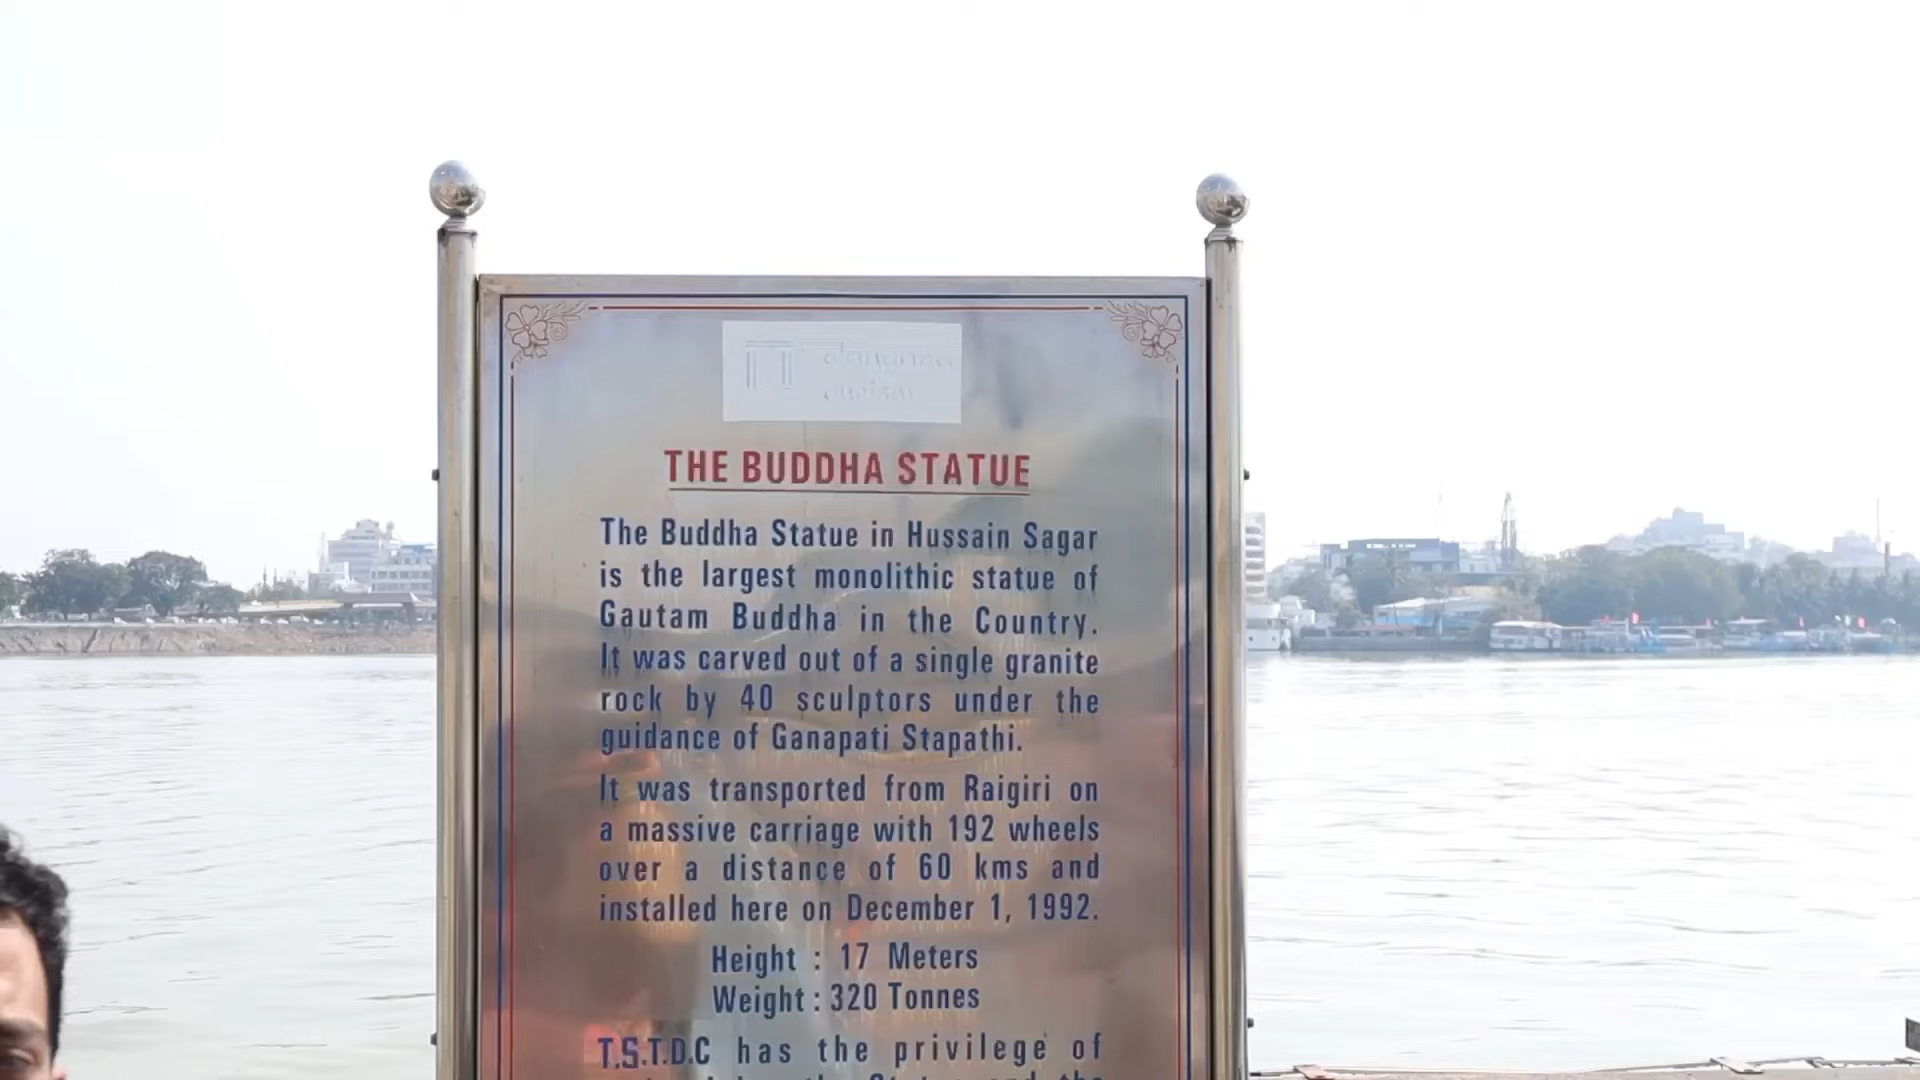 THE BUDDHA STATUE
The Buddha Statue in Hussain Sagar
is the largest monolithic statue of
Gautam Buddha in the Country.
It was carved out of a single granite
rock by 40 sculptors under the
guidance of Ganapati Stapathi.
It was transported from Raigiri on
a massive carriage with 192 wheels
over a distance of 60 kms and
installed here on December 1, 1992.
Height : 17 Meters
Weight : 320 Tonnes
T.S.T.D.C has the privilege of